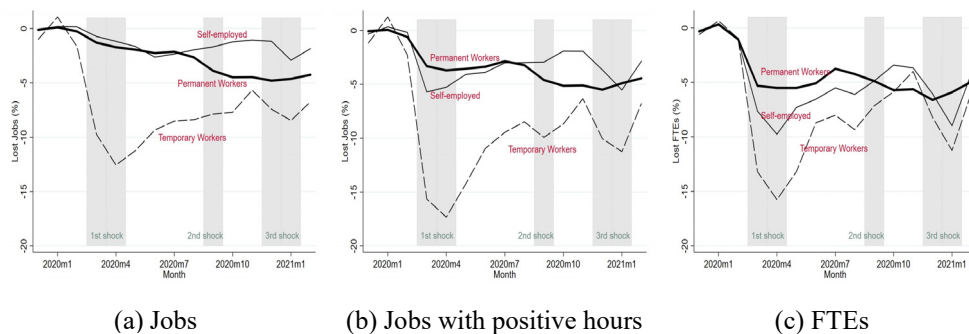 0
-5
-10
-15
-20
Lost Jobs (%)
Self-employed
Permanent Workers
Temporary Workers
1st shock
2nd shock
3rd shock
2020m1 2020m4 2020m7 2020m10 2021m1
Month
(a) Jobs
0
-5
-10
-15
-20
Lost Jobs (%)
Permanent Workers
Self-employed
Temporary Workers
1st shock
2nd shock
3rd shock
2020m1 2020m4 2020m7 2020m10 2021m1
Month
(b) Jobs with positive hours
0
-5
-10
-15
-20
Lost FTEs (%)
Permanent Workers
Self-employed
Temporary Workers
1st shock
2nd shock
3rd shock
2020m1 2020m4 2020m7 2020m10 2021m1
Month
(c) FTEs